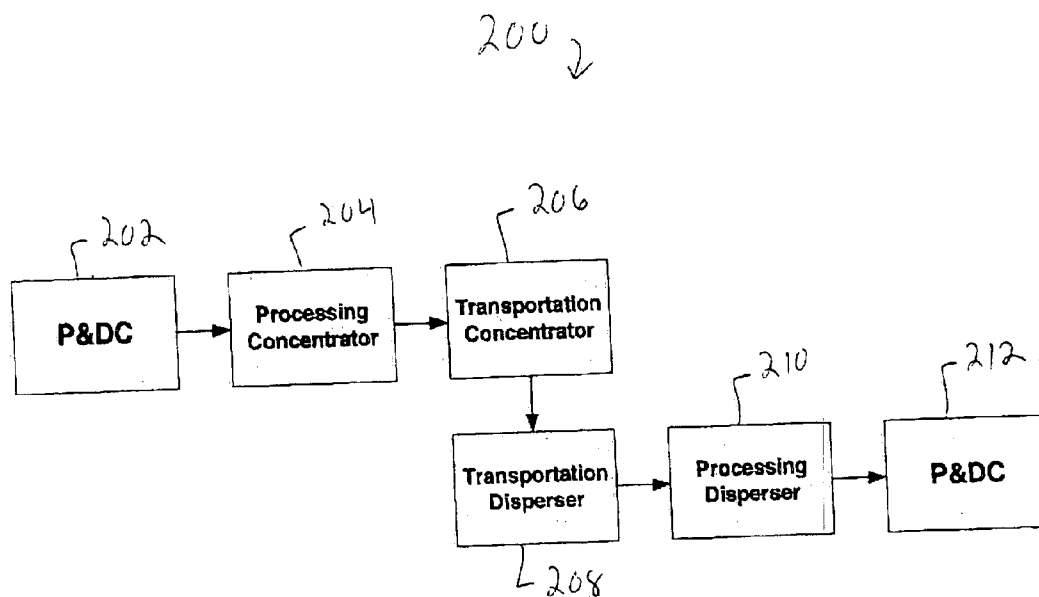 200
202
204
206
P&DC
Processing
Concentrator
Transportation
Concentrator
210
212
Transportation
Disperser
Processing
Disperser
P&DC
208